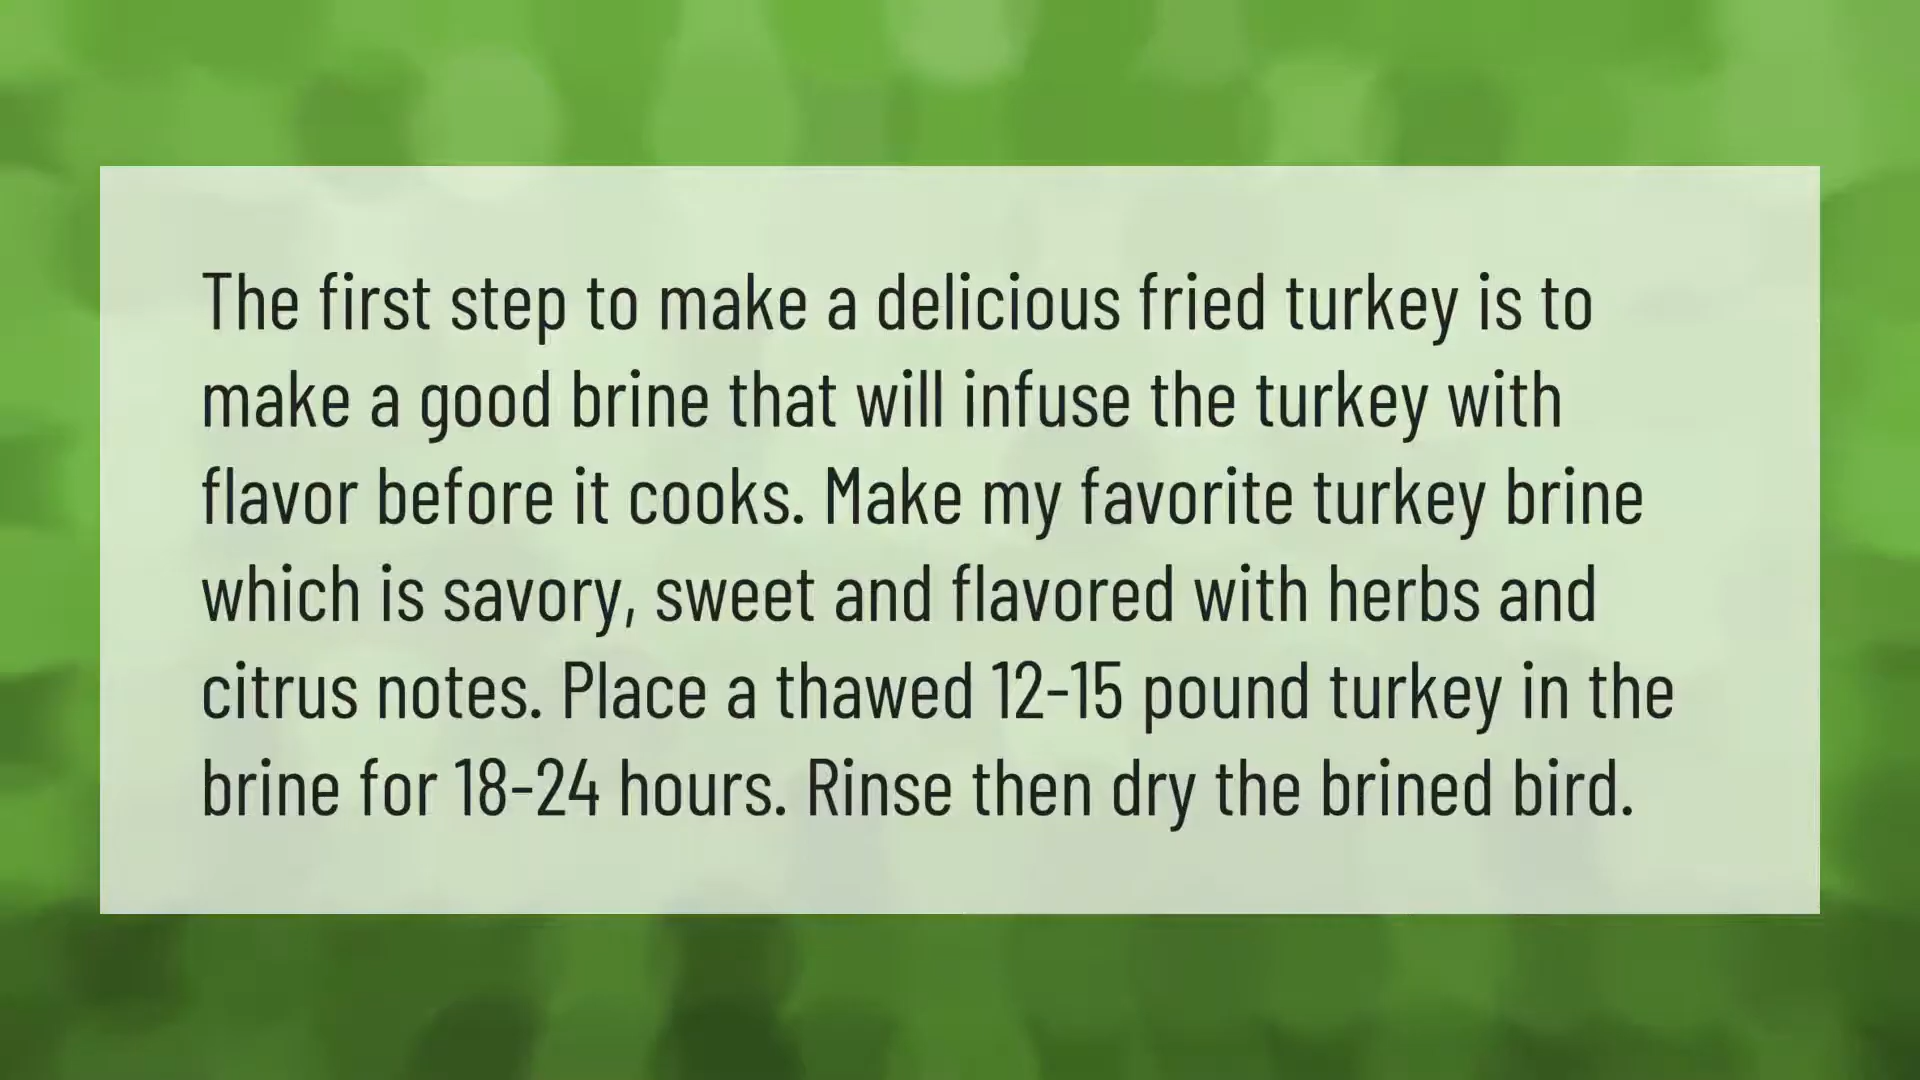 The first step to make a delicious fried turkey is to
make a good brine that will infuse the turkey with
flavor before it cooks. Make my favorite turkey brine
which is savory, sweet and flavored with herbs and
citrus notes. Place a thawed 12-15 pound turkey in the
brine for 18-24 hours. Rinse then dry the brined bird.